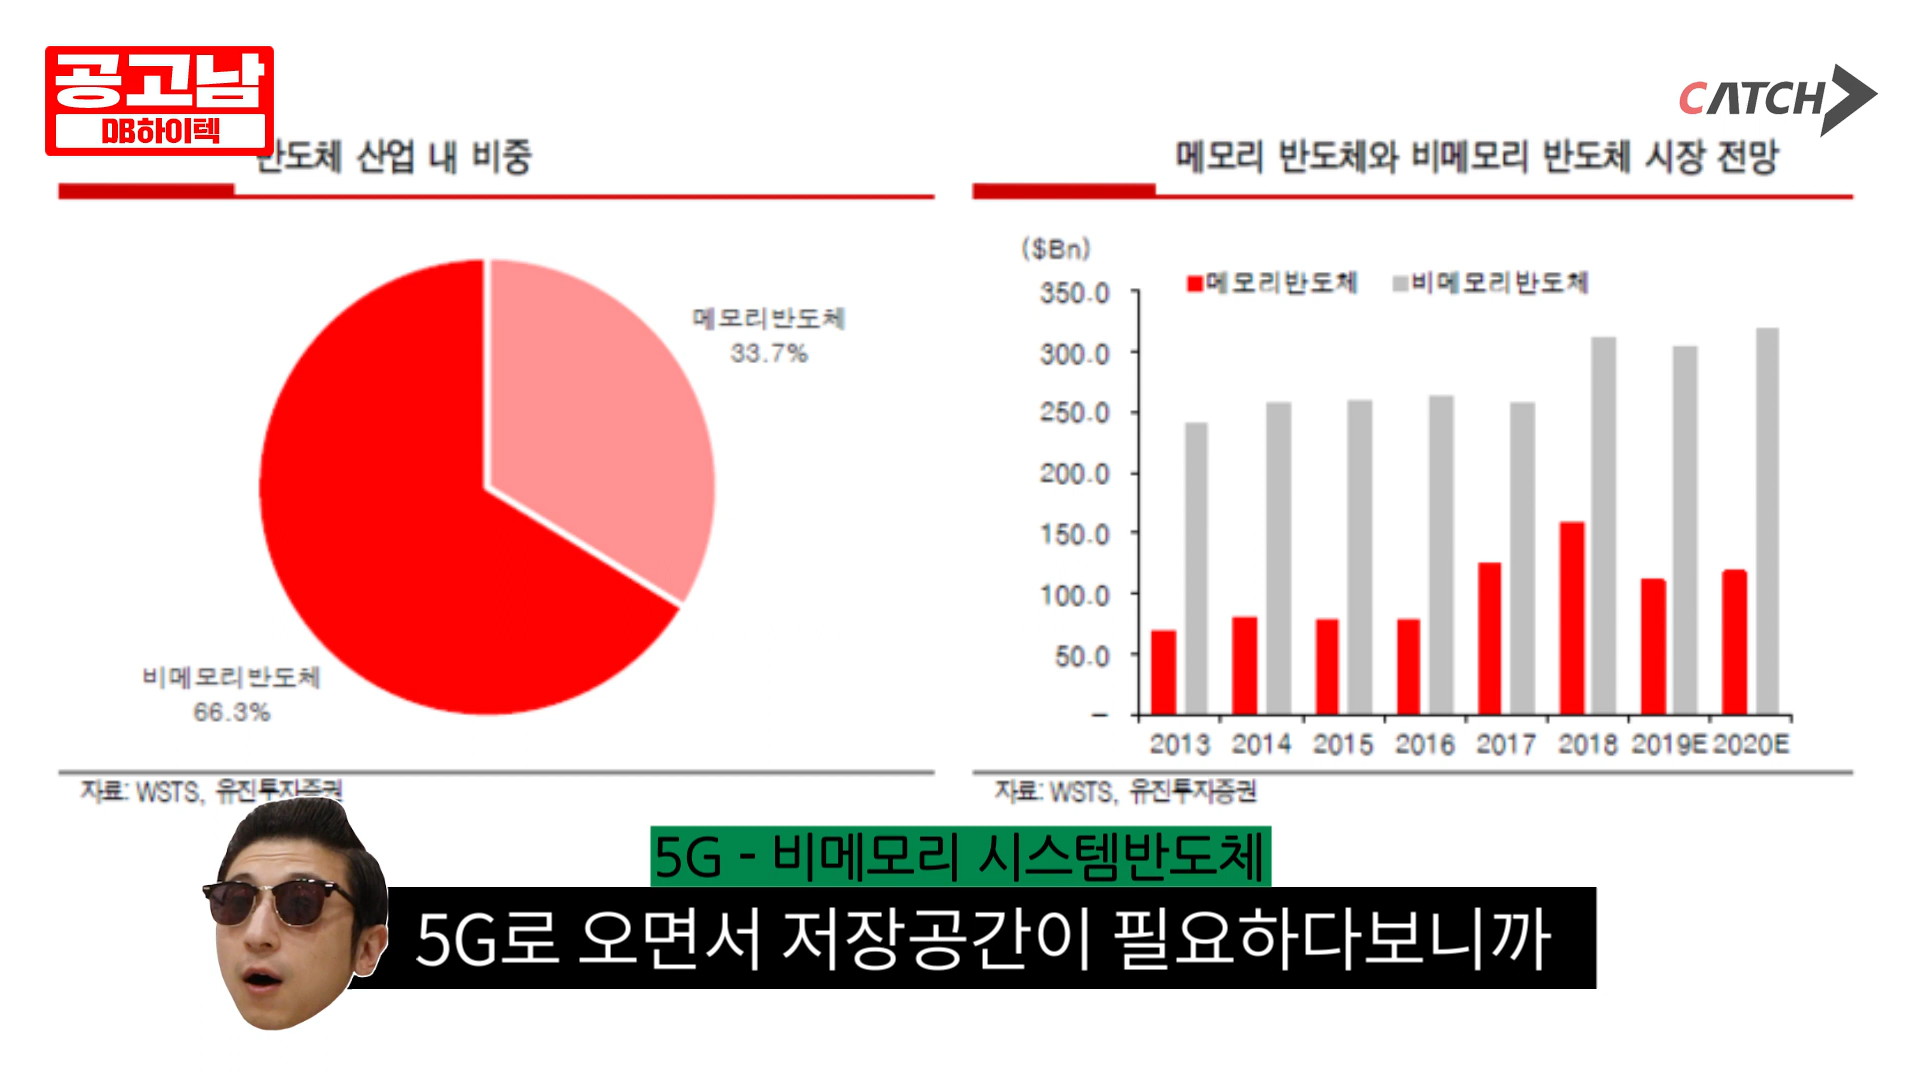 공고남
DB하이텍
CATCH
반도체 산업 내 비중
메모리반도체
33.7%
비메모리반도체
66.3%
자료: WSTS, 유진투자증권
메모리 반도체와 비메모리 반도체 시장 전망
($Bn)
메모리반도체 비메모리반도체
350.0
300.0
250.0
200.0
150.0
100.0
50.0
–
2013 2014 2015 2016 2017 2018 2019E 2020E
자료: WSTS, 유진투자증권
5G - 비메모리 시스템반도체
5G로 오면서 저장공간이 필요하다보니까